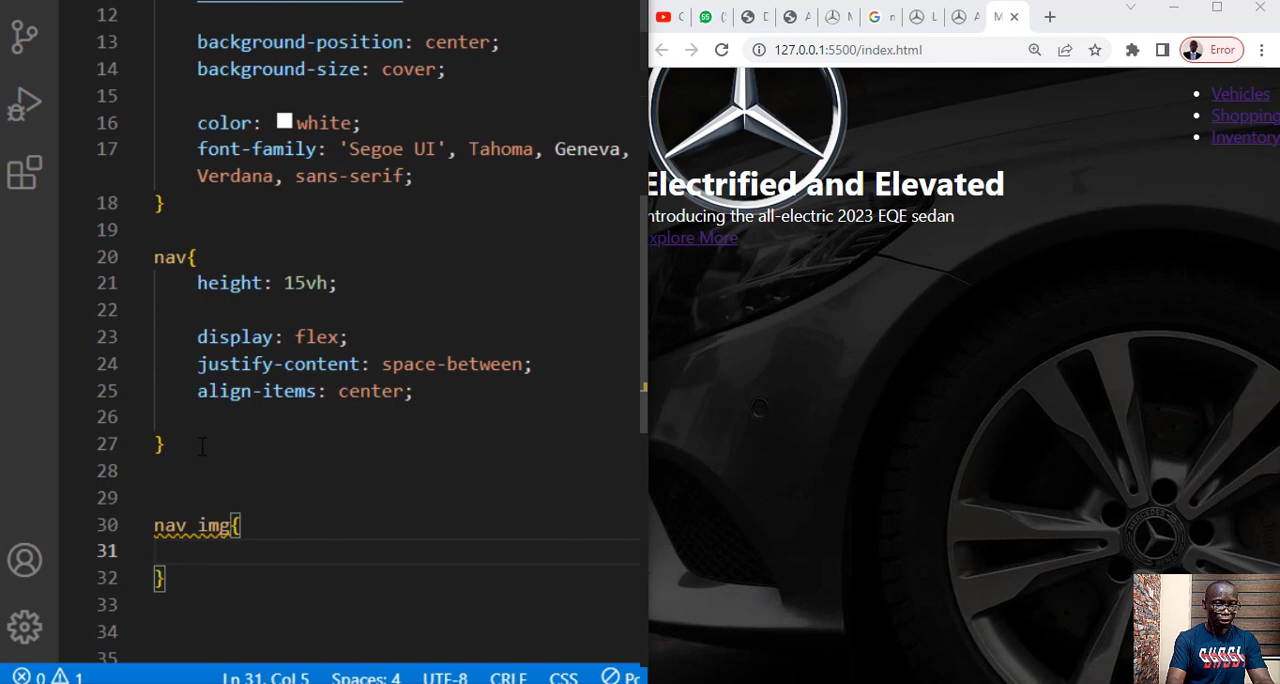 12
13 background-position: center;
14 background-size: cover;
15
16 color: white;
17 font-family: 'Segoe UI', Tahoma, Geneva,
Verdana, sans-serif;
18 }
19
20 nav{
21 height: 15vh;
22
23 display: flex;
24 justify-content: space-between;
25 align-items: center;
26
27 }
28
29
30 nav img{
31
32 }
33
34
35
0 1 Ln 31, Col 5 Spaces: 4 UTF-8 CRLF CSS
127.0.0.1:5500/index.html
Error
Vehicles
Shopping
Inventory
Electrified and Elevated
ntroducing the all-electric 2023 EQE sedan
xplore More